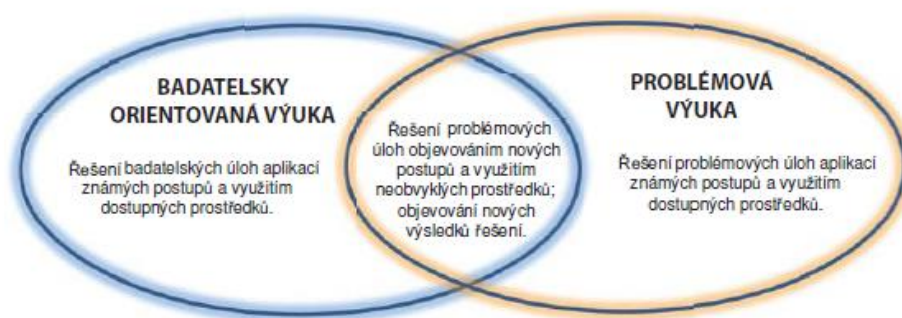 BADATELSKY
ORIENTOVANÁ VÝUKA
Řešení badatelských úloh aplikací
známých postupů a využitím
dostupných prostředků.
Řešení problémových
úloh objevováním nových
postupů a využitím
neobvyklých prostředků;
objevování nových
výsledků řešení.
PROBLÉMOVÁ
VÝUKA
Řešení problémových úloh aplikací
známých postupů a využitím
dostupných prostředků.